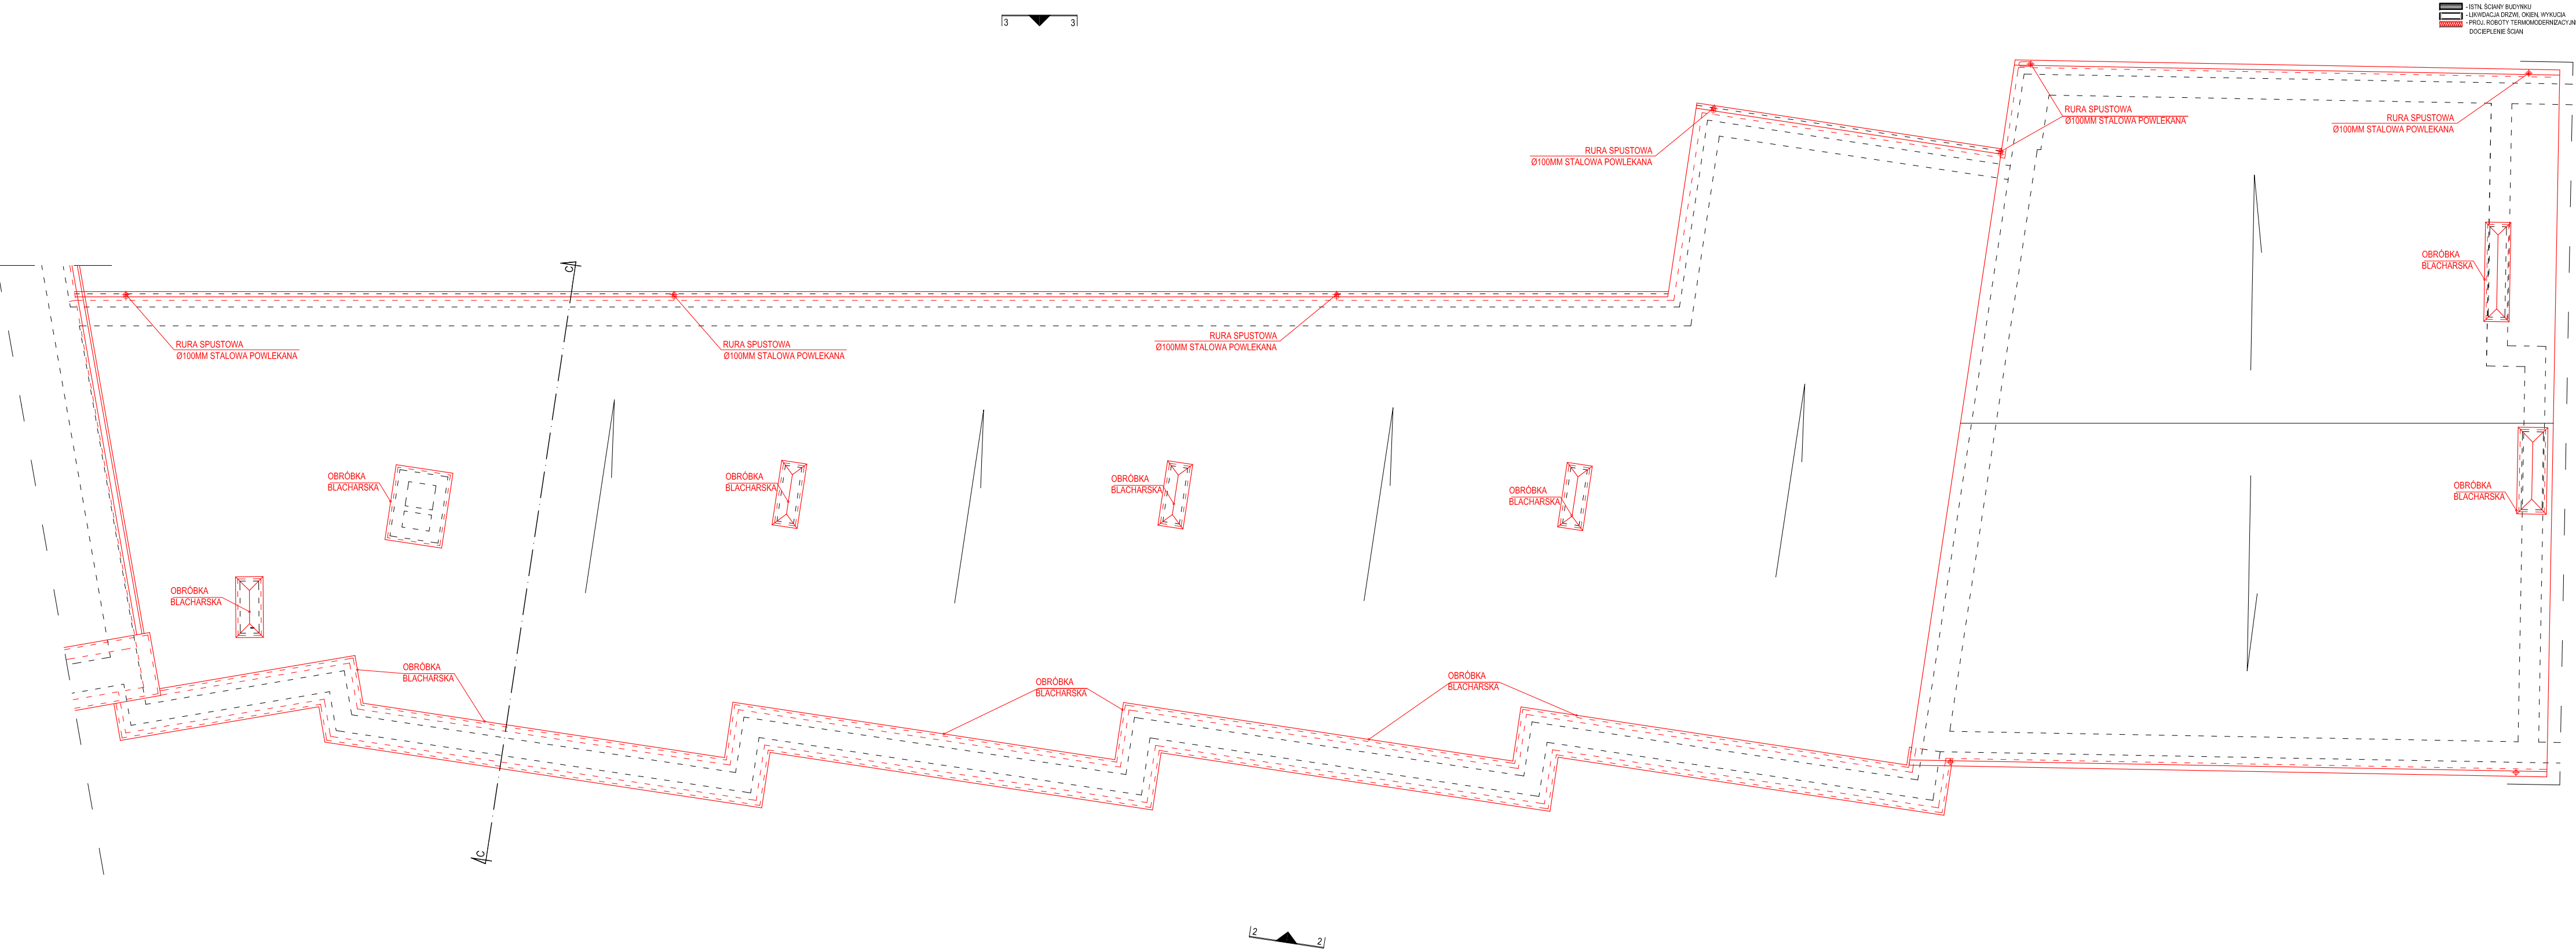 3 3
- ISTN. ŚCIANY BUDYNKU
- LIKWIDACJA DRZWI, OKIEN, WYKUCIA
- PROJ. ROBOTY TERMOMODERNIZACYJNE
DOCIEPLENIE ŚCIAN
RURA SPUSTOWA
Ø100MM STALOWA POWLEKANA
RURA SPUSTOWA
Ø100MM STALOWA POWLEKANA
RURA SPUSTOWA
Ø100MM STALOWA POWLEKANA
OBRÓBKA
BLACHARSKA
C
RURA SPUSTOWA
Ø100MM STALOWA POWLEKANA
RURA SPUSTOWA
Ø100MM STALOWA POWLEKANA
RURA SPUSTOWA
Ø100MM STALOWA POWLEKANA
OBRÓBKA
BLACHARSKA
OBRÓBKA
BLACHARSKA
OBRÓBKA
BLACHARSKA
OBRÓBKA
BLACHARSKA
OBRÓBKA
BLACHARSKA
OBRÓBKA
BLACHARSKA
OBRÓBKA
BLACHARSKA
OBRÓBKA
BLACHARSKA
OBRÓBKA
BLACHARSKA
C
2 2